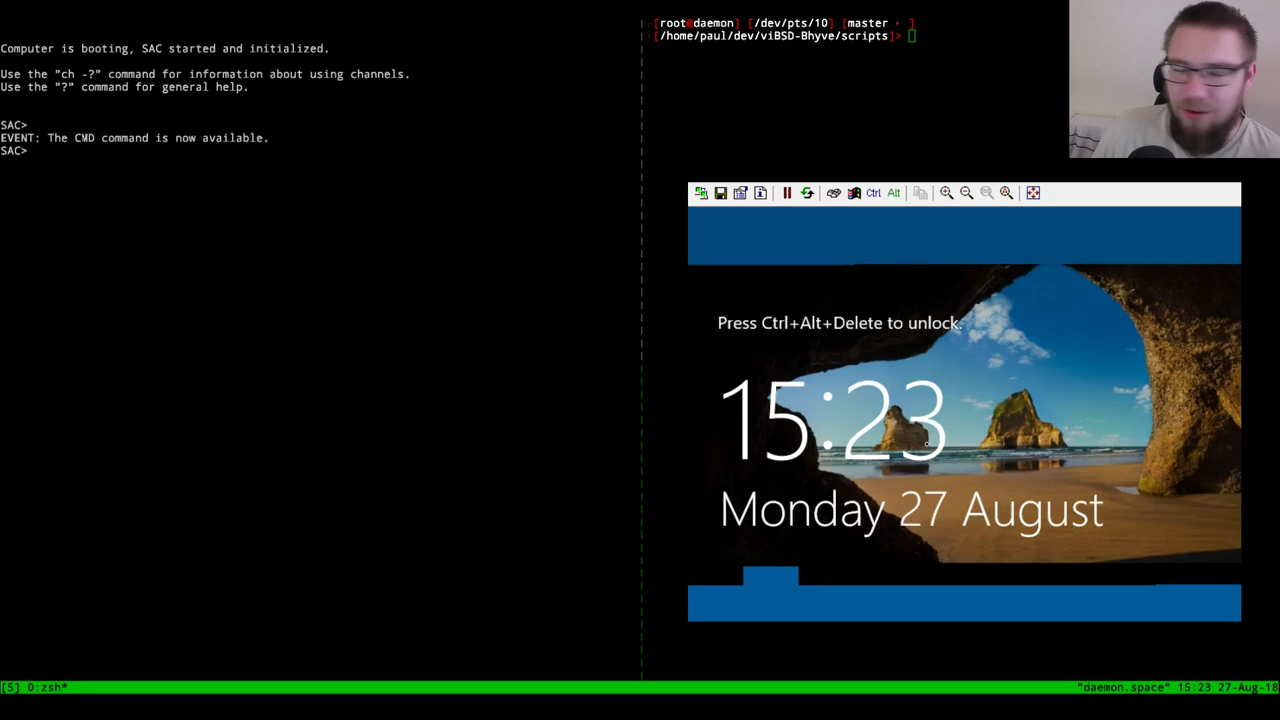 Computer is booting, SAC started and initialized.
Use the "ch -?" command for information about using channels.
Use the "?" command for general help.
SAC>
EVENT: The CMD command is now available.
SAC>
[root@daemon] [/dev/pts/10] [master ⚡ ]
[/home/paul/dev/viBSD-Bhyve/scripts]>
Ctrl Alt
Press Ctrl+Alt+Delete to unlock.
15:23
Monday 27 August
[5] 0:zsh* "daemon.space" 15:23 27-Aug-18